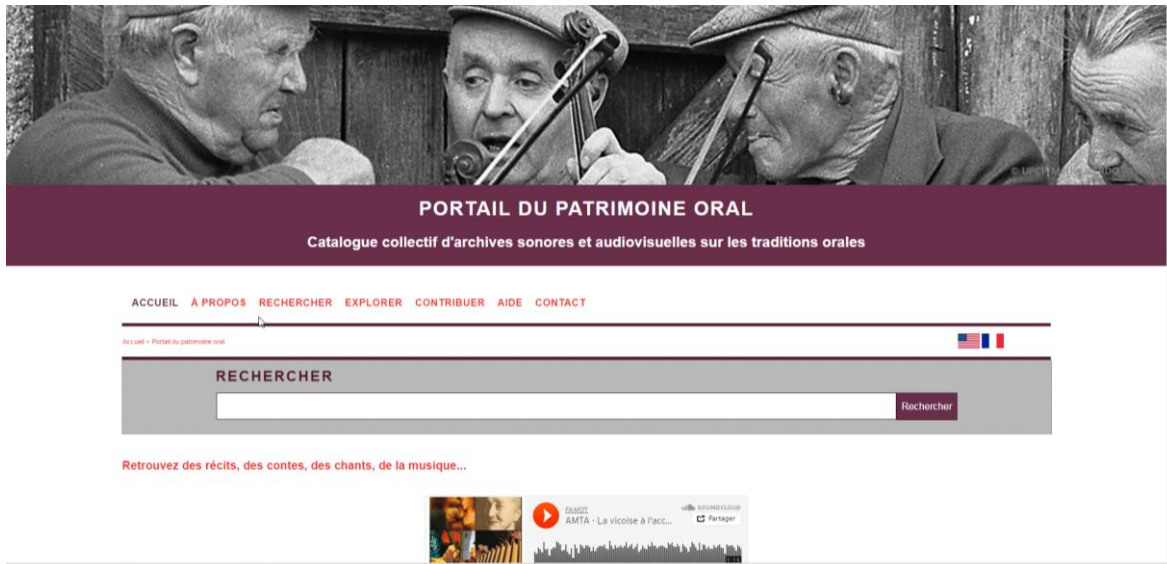 © UPCP
PORTAIL DU PATRIMOINE ORAL
Catalogue collectif d'archives sonores et audiovisuelles sur les traditions orales
ACCUEIL À PROPOS RECHERCHER EXPLORER CONTRIBUER AIDE CONTACT
Accueil > Portail du patrimoine oral
RECHERCHER
Rechercher
Retrouvez des récits, des contes, des chants, de la musique...
FAMDT
SOUNDCLOUD
AMTA - La vicoise à l'acc...
Partager